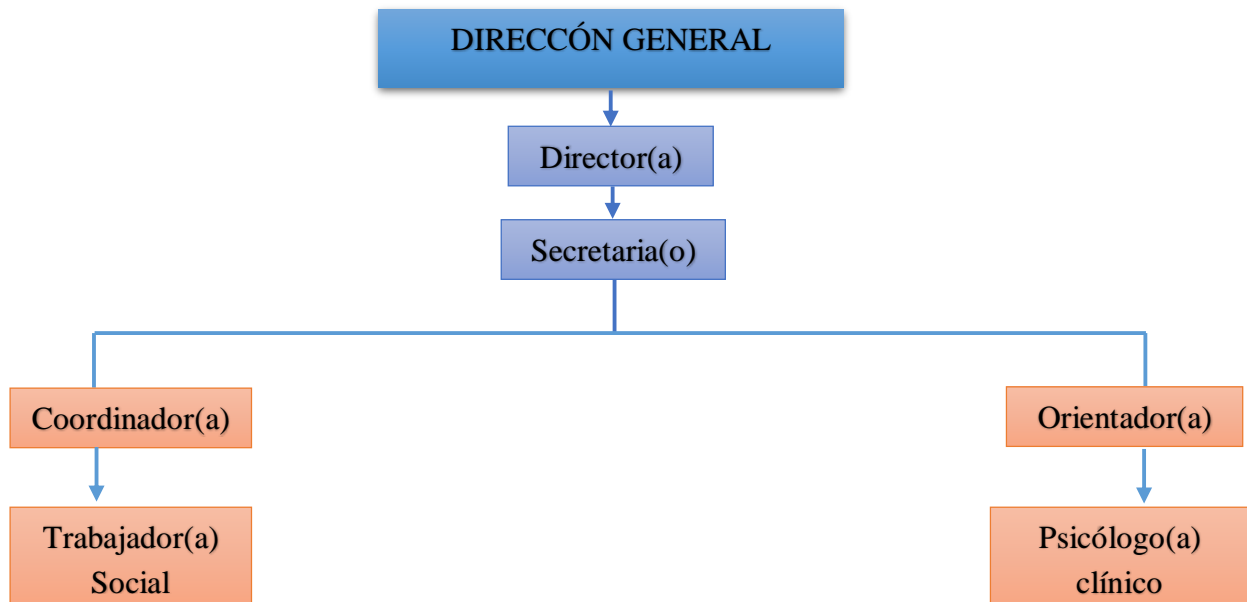 DIRECCÓN GENERAL
Director(a)
Secretaria(o)
Coordinador(a)
Orientador(a)
Trabajador(a)
Social
Psicólogo(a)
clínico